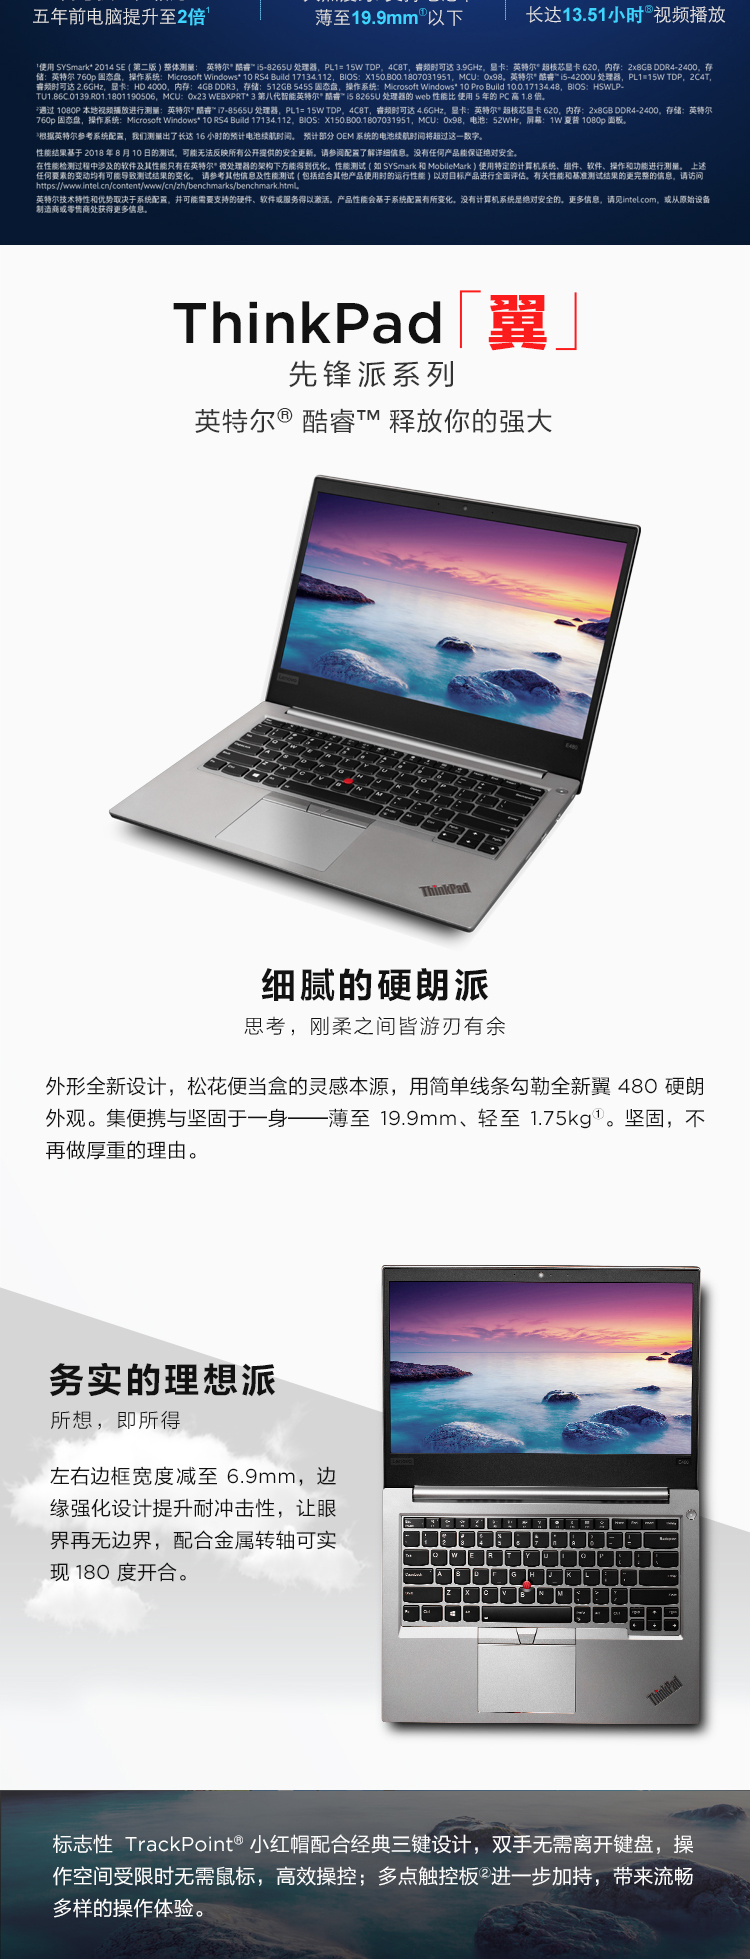 五年前电脑提升至2倍¹
薄至19.9mm①以下
长达13.51小时®视频播放
¹使用 SYSmark* 2014 SE ( 第二版 ) 整体测量： 英特尔® 酷睿™ i5-8265U 处理器，PL1= 15W TDP，4C8T，睿频时可达 3.9GHz，显卡：英特尔® 超核芯显卡 620，内存：2x8GB DDR4-2400，存
储：英特尔 760p 固态盘，操作系统：Microsoft Windows* 10 RS4 Build 17134.112，BIOS：X150.B00.1807031951，MCU：0x98。英特尔® 酷睿™ i5-4200U 处理器，PL1=15W TDP，2C4T，
睿频时可达 2.6GHz，显卡：HD 4000，内存：4GB DDR3，存储：512GB 545S 固态盘，操作系统：Microsoft Windows* 10 Pro Build 10.0.17134.48，BIOS：HSWLP-
TU1.86C.0139.R01.1801190506，MCU：0x23 WEBXPRT* 3 第八代智能英特尔® 酷睿™ i5 8265U 处理器的 web 性能比 使用 5 年的 PC 高 1.8 倍。
²通过 1080P 本地视频播放进行测量：英特尔® 酷睿™ i7-8565U 处理器，PL1= 15W TDP，4C8T，睿频时可达 4.6GHz，显卡：英特尔® 超核芯显卡 620，内存：2x8GB DDR4-2400，存储：英特尔
760p 固态盘，操作系统：Microsoft Windows* 10 RS4 Build 17134.112，BIOS：X150.B00.1807031951，MCU：0x98，电池：52WHr，屏幕：1W 夏普 1080p 面板。
³根据英特尔参考系统配置，我们测量出了长达 16 小时的预计电池续航时间。 预计部分 OEM 系统的电池续航时间将超过这一数字。
性能结果基于 2018 年 8 月 10 日的测试，可能无法反映所有公开提供的安全更新。请参阅配置了解详细信息。没有任何产品能保证绝对安全。
在性能检测过程中涉及的软件及其性能只有在英特尔® 微处理器的架构下方能得到优化。性能测试 ( 如 SYSmark 和 MobileMark ) 使用特定的计算机系统、组件、软件、操作和功能进行测量。 上述
任何要素的变动均有可能导致测试结果的变化。 请参考其他信息及性能测试 ( 包括结合其他产品使用时的运行性能 ) 以对目标产品进行全面评估。有关性能和基准测试结果的更完整的信息，请访问
https://www.intel.cn/content/www/cn/zh/benchmarks/benchmark.html。
英特尔技术特性和优势取决于系统配置，并可能需要支持的硬件、软件或服务得以激活。产品性能会基于系统配置有所变化。没有计算机系统是绝对安全的。更多信息，请见intel.com，或从原始设备
制造商或零售商处获得更多信息。
ThinkPad「翼」
先锋派系列
英特尔® 酷睿™ 释放你的强大
ThinkPad
细腻的硬朗派
思考，刚柔之间皆游刃有余
外形全新设计，松花便当盒的灵感本源，用简单线条勾勒全新翼 480 硬朗
外观。集便携与坚固于一身——薄至 19.9mm、轻至 1.75kg①。坚固，不
再做厚重的理由。
务实的理想派
所想，即所得
左右边框宽度减至 6.9mm，边
缘强化设计提升耐冲击性，让眼
界再无边界，配合金属转轴可实
现 180 度开合。
ThinkPad
标志性 TrackPoint® 小红帽配合经典三键设计，双手无需离开键盘，操
作空间受限时无需鼠标，高效操控；多点触控板②进一步加持，带来流畅
多样的操作体验。